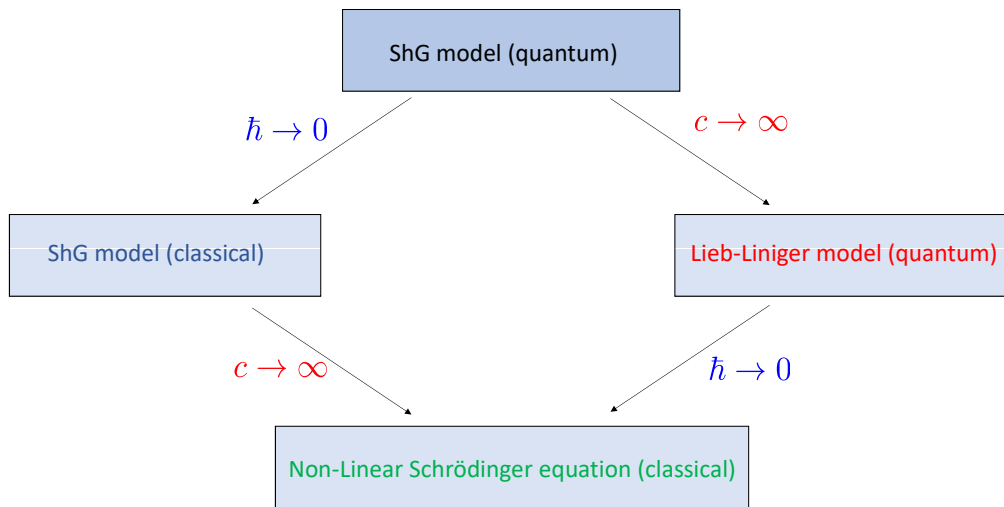 ShG model (quantum)
ℏ → 0
c → ∞
ShG model (classical)
Lieb-Liniger model (quantum)
c → ∞
ℏ → 0
Non-Linear Schrödinger equation (classical)